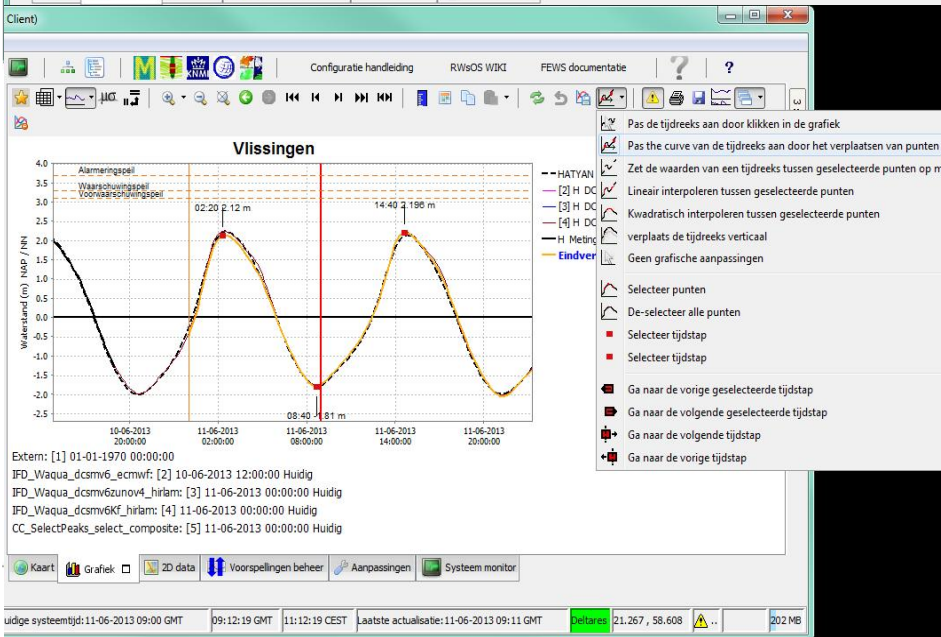 Client)
KNMI
Configuratie handleiding RWsOS WIKI FEWS documentatie ? ?
μσ
Vlissingen
4,0
3.5
3.0
2.5
2.0
1.5
1.0
0.5
0.0
-0.5
-1.0
-1.5
-2.0
-2.5
Waterstand (m) NAP / NN
Alarmeringspeil
Waarschuwingspeil
Voorwaarschuwingspeil
02:20 2.12 m
14:40 2.196 m
08:40 -1.81 m
10-06-2013 11-06-2013 11-06-2013 11-06-2013 11-06-2013
20:00:00 02:00:00 08:00:00 14:00:00 20:00:00
HATYAN
[2] H DC
[3] H DC
[4] H DC
H Meting
Eindver
Pas de tijdreeks aan door klikken in de grafiek
Pas the curve van de tijdreeks aan door het verplaatsen van punten
Zet de waarden van een tijdreeks tussen geselecteerde punten op
Lineair interpoleren tussen geselecteerde punten
Kwadratisch interpoleren tussen geselecteerde punten
verplaats de tijdreeks verticaal
Geen grafische aanpassingen
Selecteer punten
De-selecteer alle punten
Selecteer tijdstap
Selecteer tijdstap
Ga naar de vorige geselecteerde tijdstap
Ga naar de volgende geselecteerde tijdstap
Ga naar de volgende tijdstap
Ga naar de vorige tijdstap
Extern: [1] 01-01-1970 00:00:00
IFD_Waqua_dcsmv6_ecmwf: [2] 10-06-2013 12:00:00 Huidig
IFD_Waqua_dcsmv6zunov4_hirlam: [3] 11-06-2013 00:00:00 Huidig
IFD_Waqua_dcsmv6Kf_hirlam: [4] 11-06-2013 00:00:00 Huidig
CC_SelectPeaks_select_composite: [5] 11-06-2013 00:00:00 Huidig
Kaart Grafiek 2D data Voorspellingen beheer Aanpassingen Systeem monitor
uidige systeemtijd:11-06-2013 09:00 GMT 09:12:19 GMT 11:12:19 CEST Laatste actualisatie:11-06-2013 09:11 GMT Deltares 21.267 , 58.608 .. 202 MB